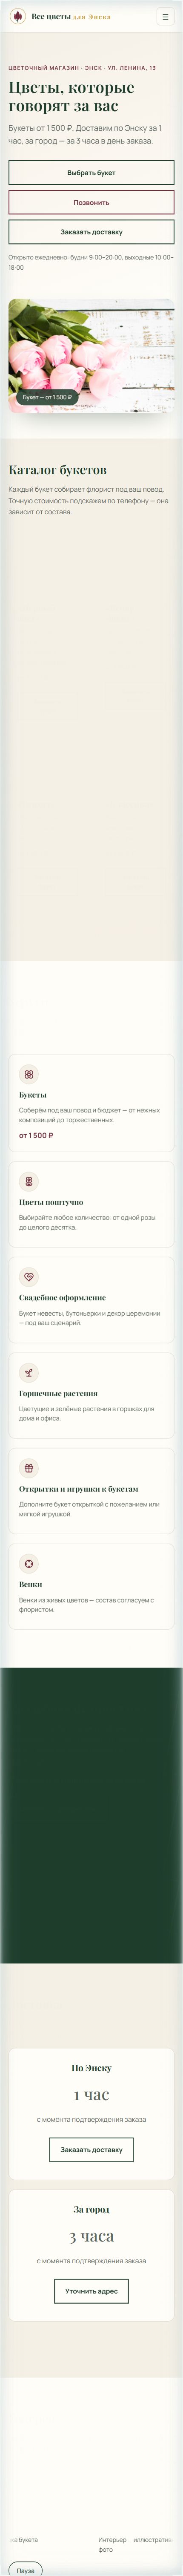 Все цветы для Энска
ЦВЕТОЧНЫЙ МАГАЗИН · ЭНСК · УЛ. ЛЕНИНА, 13
Цветы, которые
говорят за вас
Букеты от 1 500 ₽. Доставим по Энску за 1
час, за город — за 3 часа в день заказа.
Выбрать букет
Позвонить
Заказать доставку
Открыто ежедневно: будни 9:00–20:00, выходные 10:00–
18:00
Букет — от 1 500 ₽
Каталог букетов
Каждый букет собирает флорист под ваш повод.
Точную стоимость подскажем по телефону — она
зависит от состава.
Букеты
Соберём под ваш повод и бюджет — от нежных
композиций до торжественных.
от 1 500 ₽
Цветы поштучно
Выбирайте любое количество: от одной розы
до целого десятка.
Свадебное оформление
Букет невесты, бутоньерки и декор церемонии
— под ваш сценарий.
Горшечные растения
Цветущие и зелёные растения в горшках для
дома и офиса.
Открытки и игрушки к букетам
Дополните букет открыткой с пожеланием или
мягкой игрушкой.
Венки
Венки из живых цветов — состав согласуем с
флористом.
По Энску
1 час
с момента подтверждения заказа
Заказать доставку
За город
3 часа
с момента подтверждения заказа
Уточнить адрес
ка букета
Интерьер — иллюстративн
фото
Пауза